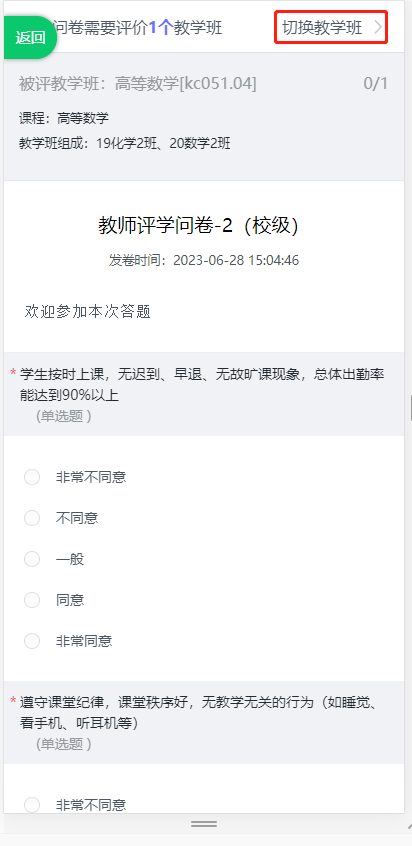 返回
问卷需要评价1个教学班
切换教学班
被评教学班：高等数学[kc051.04]
0/1
课程：高等数学
教学班组成：19化学2班、20数学2班
教师评学问卷-2（校级）
发卷时间：2023-06-28 15:04:46
欢迎参加本次答题
* 学生按时上课，无迟到、早退、无故旷课现象，总体出勤率
能达到90%以上
(单选题 )
非常不同意
不同意
一般
同意
非常同意
* 遵守课堂纪律，课堂秩序好，无教学无关的行为（如睡觉、
看手机、听耳机等）
(单选题 )
非常不同意